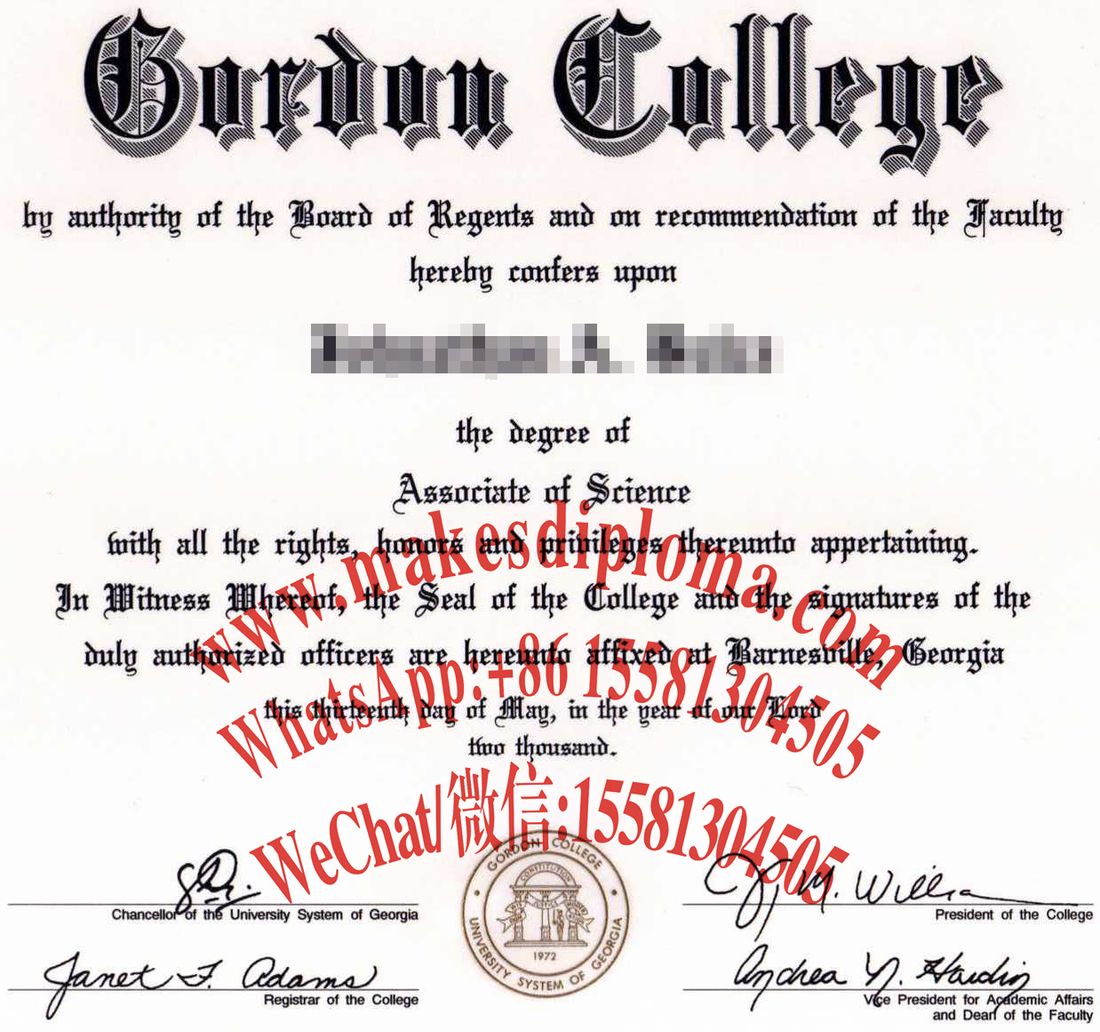 Gordon College
by authority of the Board of Regents and on recommendation of the Faculty
hereby confers upon
A.
the degree of
Associate of Science
with all the rights, honors and privileges thereunto appertaining.
In Witness Whereof, the Seal of the College and the signatures of the
duly authorized officers are hereunto affixed at Barnesville, Georgia
this thirteenth day of May, in the year of our Lord
two thousand.
www.makesdiploma.com
WhatsApp:+86 15581304505
WeChat/微信:15581304505
GORDON COLLEGE
CONSTITUTION
1972
UNIVERSITY SYSTEM OF GEORGIA
Chancellor of the University System of Georgia
President of the College
Janet F. Adams
Registrar of the College
Andrea N. Hardin
Vice President for Academic Affairs
and Dean of the Faculty